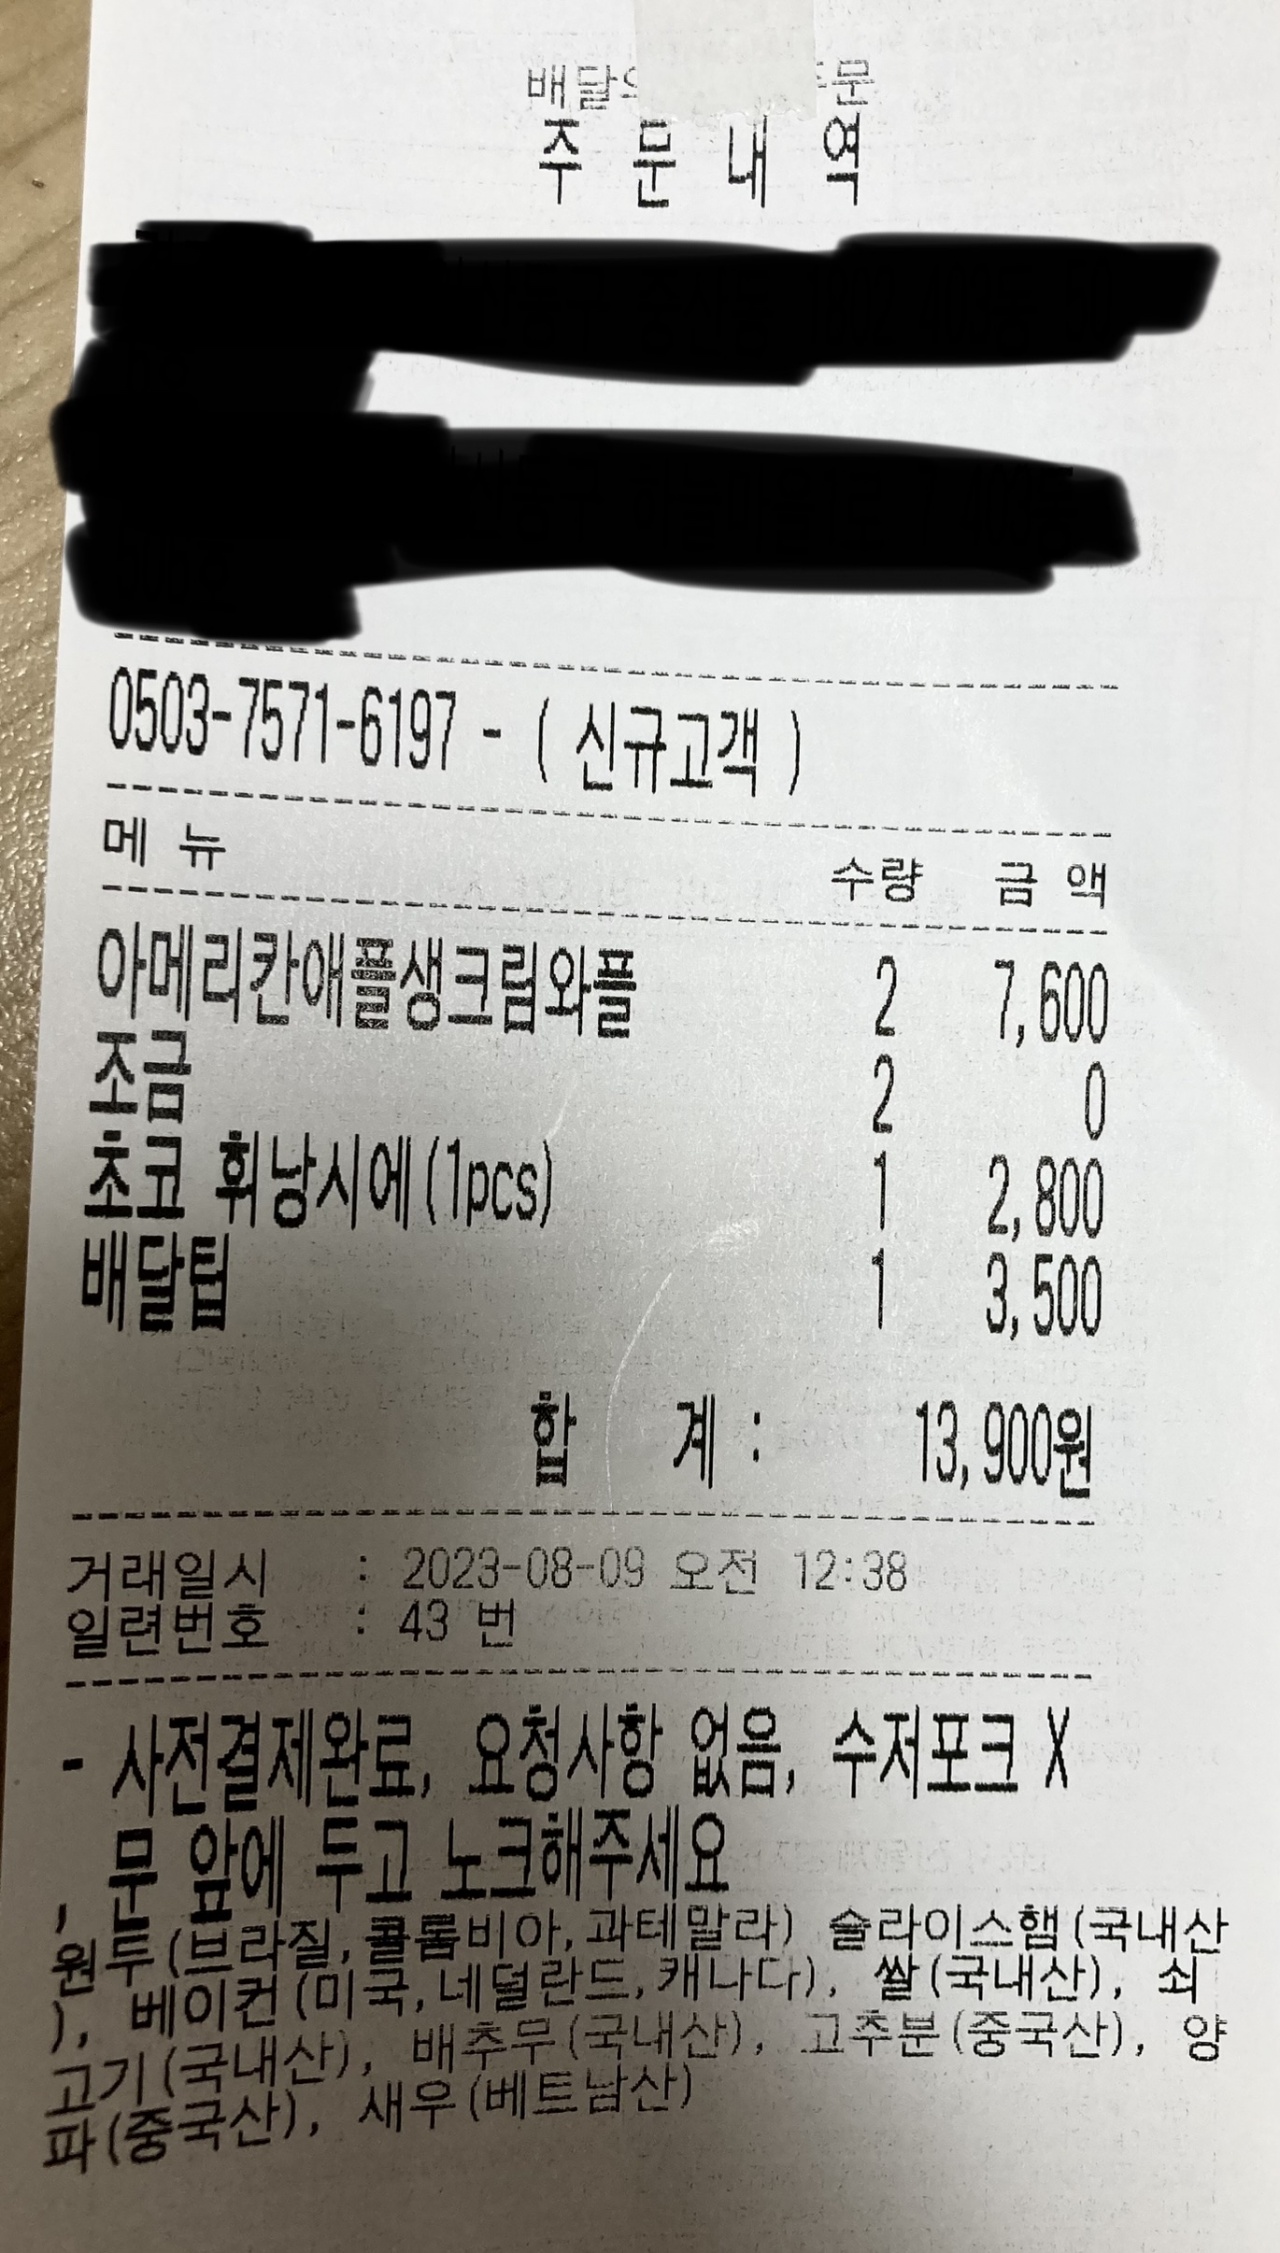 배달의 주문
주 문 내 역
0503-7571-6197 - ( 신규고객 )
메 뉴 수량 금 액
아메리칸애플생크림와플 2 7,600
조금 2 0
초코 휘낭시에(1pcs) 1 2,800
배달팁 1 3,500
합 계 : 13,900원
거래일시 : 2023-08-09 오전 12:38
일련번호 : 43 번
- 사전결제완료, 요청사항 없음, 수저포크 X
, 문 앞에 두고 노크해주세요
원두(브라질,콜롬비아,과테말라) 슬라이스햄(국내산
), 베이컨(미국,네덜란드,캐나다), 쌀(국내산), 쇠
고기(국내산), 배추무(국내산), 고추분(중국산), 양
파(중국산), 새우(베트남산)